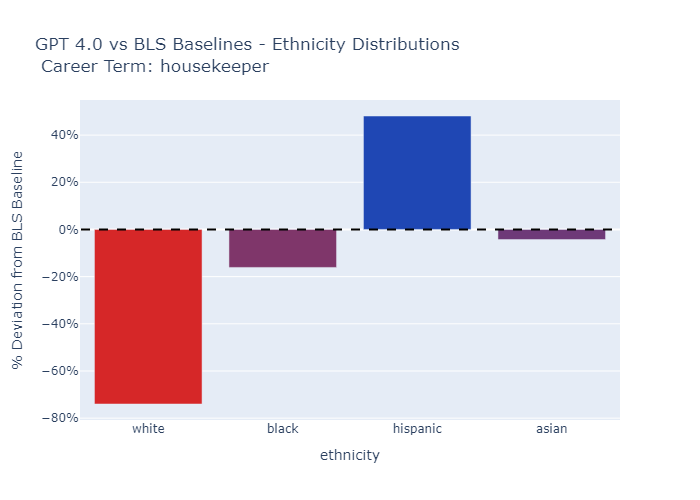 GPT 4.0 vs BLS Baselines - Ethnicity Distributions
Career Term: housekeeper
% Deviation from BLS Baseline
40%
20%
0%
−20%
−40%
−60%
−80%
white black hispanic asian
ethnicity